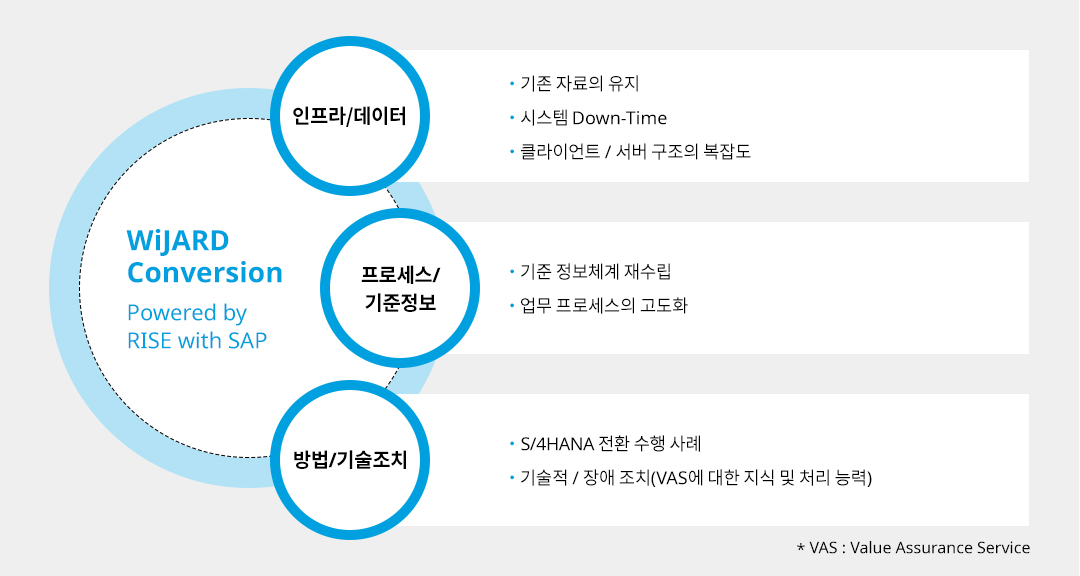 WiJARD
Conversion
Powered by
RISE with SAP
인프라/데이터
• 기존 자료의 유지
• 시스템 Down-Time
• 클라이언트 / 서버 구조의 복잡도
프로세스/
기준정보
• 기준 정보체계 재수립
• 업무 프로세스의 고도화
방법/기술조치
• S/4HANA 전환 수행 사례
• 기술적 / 장애 조치(VAS에 대한 지식 및 처리 능력)
* VAS : Value Assurance Service